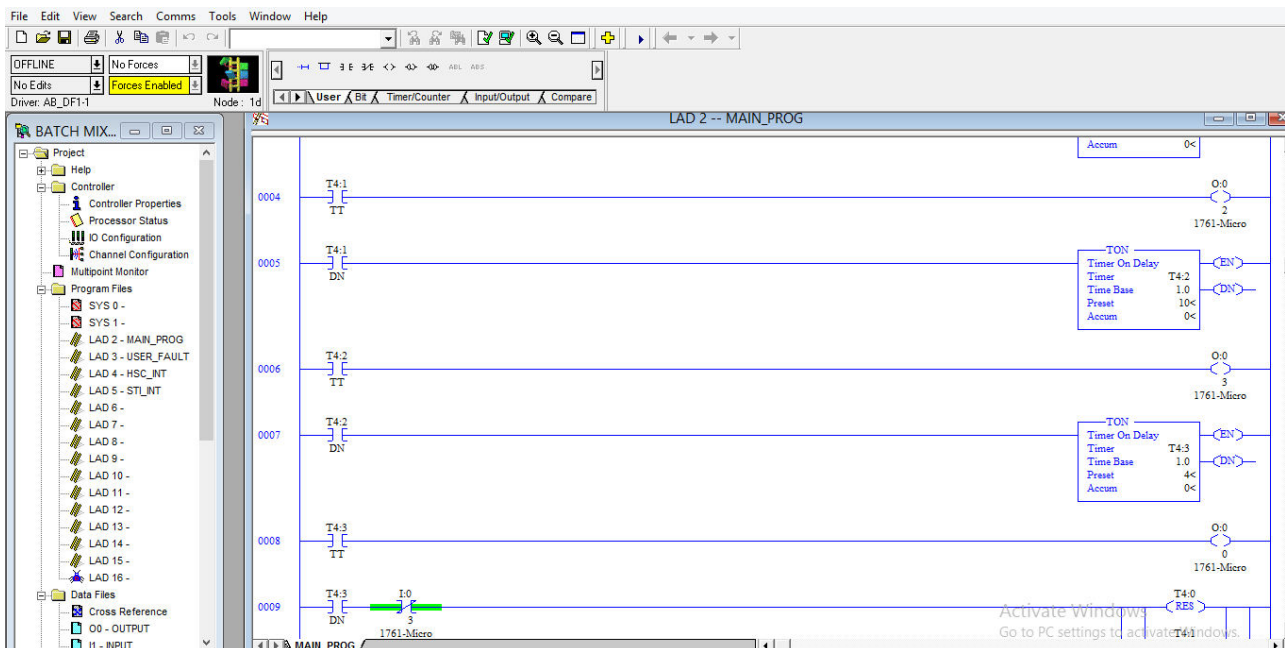 File Edit View Search Comms Tools Window Help
OFFLINE No Forces
No Edits Forces Enabled
Driver: AB_DF1-1 Node : 1d
ABL ABS
User Bit Timer/Counter Input/Output Compare
BATCH MIX...
LAD 2 -- MAIN_PROG
Project
Help
Controller
Controller Properties
Processor Status
IO Configuration
Channel Configuration
Multipoint Monitor
Program Files
SYS 0 -
SYS 1 -
LAD 2 - MAIN_PROG
LAD 3 - USER_FAULT
LAD 4 - HSC_INT
LAD 5 - STI_INT
LAD 6 -
LAD 7 -
LAD 8 -
LAD 9 -
LAD 10 -
LAD 11 -
LAD 12 -
LAD 13 -
LAD 14 -
LAD 15 -
LAD 16 -
Data Files
Cross Reference
O0 - OUTPUT
I1 - INPUT
Accum 0<
0004
T4:1
TT
O:0
2
1761-Micro
0005
T4:1
DN
TON
Timer On Delay
Timer T4:2
Time Base 1.0
Preset 10<
Accum 0<
EN
DN
0006
T4:2
TT
O:0
3
1761-Micro
0007
T4:2
DN
TON
Timer On Delay
Timer T4:3
Time Base 1.0
Preset 4<
Accum 0<
EN
DN
0008
T4:3
TT
O:0
0
1761-Micro
0009
T4:3
DN
I:0
3
1761-Micro
T4:0
RES
T4:1
Activate Windows
Go to PC settings to activate Windows.
MAIN_PROG